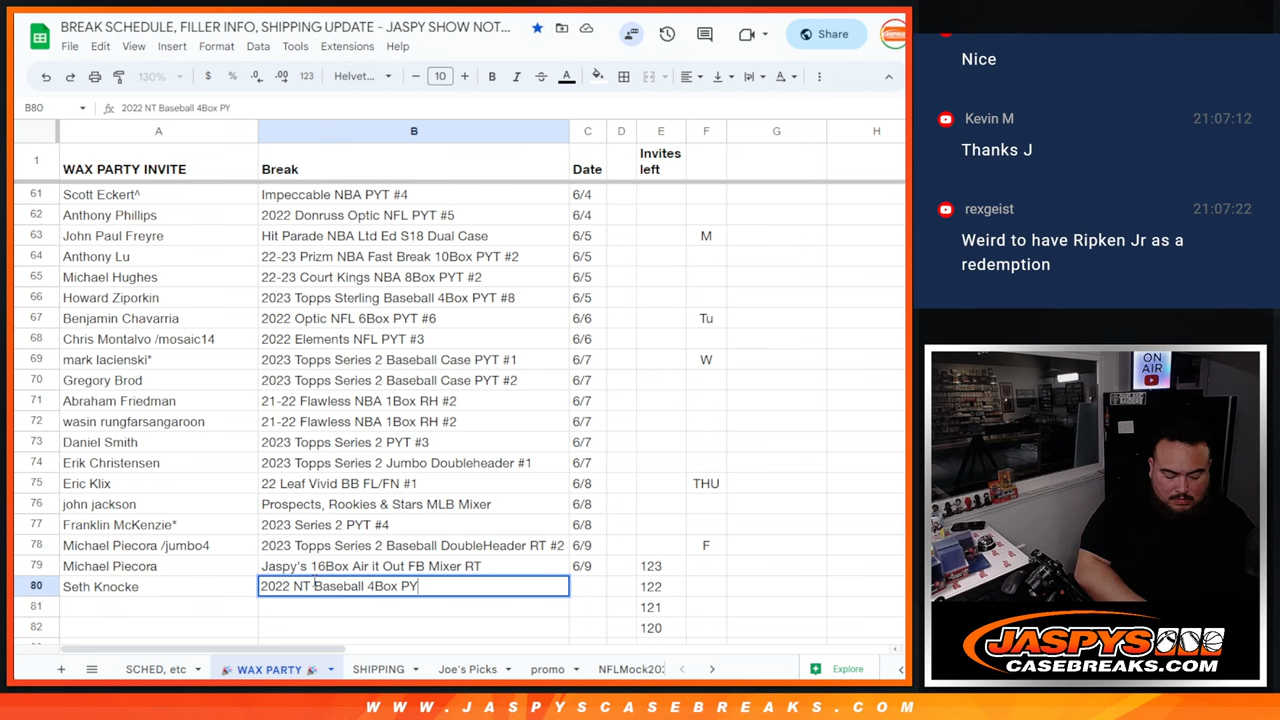 BREAK SCHEDULE, FILLER INFO, SHIPPING UPDATE - JASPY SHOW NOT...
File Edit View Insert Format Data Tools Extensions Help
Share
130% $ % .0 .00 123 Helvet... 10 B I A
B80 fx 2022 NT Baseball 4Box PY
A B C D E F G H
1 WAX PARTY INVITE Break Date Invites left
61 Scott Eckert^ Impeccable NBA PYT #4 6/4
62 Anthony Phillips 2022 Donruss Optic NFL PYT #5 6/4
63 John Paul Freyre Hit Parade NBA Ltd Ed S18 Dual Case 6/5 M
64 Anthony Lu 22-23 Prizm NBA Fast Break 10Box PYT #2 6/5
65 Michael Hughes 22-23 Court Kings NBA 8Box PYT #2 6/5
66 Howard Ziporkin 2023 Topps Sterling Baseball 4Box PYT #8 6/5
67 Benjamin Chavarria 2022 Optic NFL 6Box PYT #6 6/6 Tu
68 Chris Montalvo /mosaic14 2022 Elements NFL PYT #3 6/6
69 mark lacienski* 2023 Topps Series 2 Baseball Case PYT #1 6/7 W
70 Gregory Brod 2023 Topps Series 2 Baseball Case PYT #2 6/7
71 Abraham Friedman 21-22 Flawless NBA 1Box RH #2 6/7
72 wasin rungfarsangaroon 21-22 Flawless NBA 1Box RH #2 6/7
73 Daniel Smith 2023 Topps Series 2 PYT #3 6/7
74 Erik Christensen 2023 Topps Series 2 Jumbo Doubleheader #1 6/7
75 Eric Klix 22 Leaf Vivid BB FL/FN #1 6/8 THU
76 john jackson Prospects, Rookies & Stars MLB Mixer 6/8
77 Franklin McKenzie* 2023 Series 2 PYT #4 6/8
78 Michael Piecora /jumbo4 2023 Topps Series 2 Baseball DoubleHeader RT #2 6/9 F
79 Michael Piecora Jaspy's 16Box Air it Out FB Mixer RT 6/9 123
80 Seth Knocke 2022 NT Baseball 4Box PY 122
81 121
82 120
SCHED, etc WAX PARTY SHIPPING Joe's Picks promo NFLMock20 Explore
Nice
Kevin M 21:07:12
Thanks J
rexgeist 21:07:22
Weird to have Ripken Jr as a
redemption
ON
AIR
JASPYS
CASEBREAKS.COM
WWW.JASPYSCASEBREAKS.COM